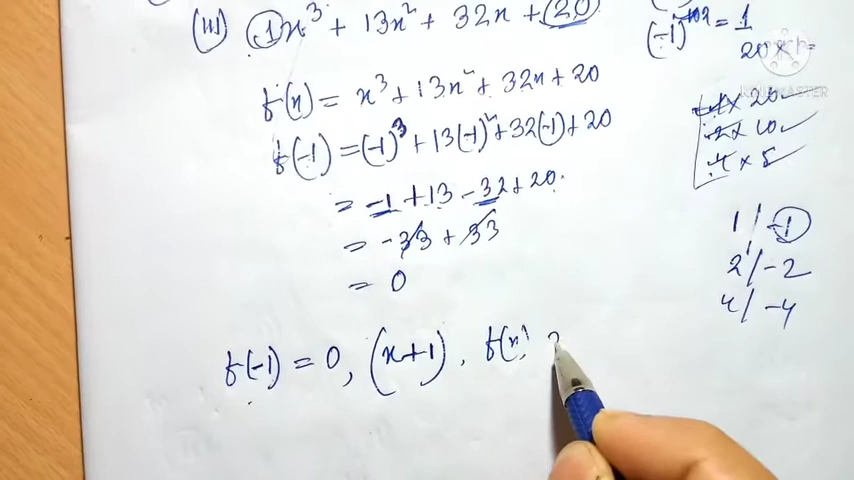 (iii) 1x³ + 13x² + 32x + 20
f(x) = x³ + 13x² + 32x + 20
f(-1) = (-1)³ + 13(-1)² + 32(-1) + 20
= -1 + 13 - 32 + 20
= -33 + 33
= 0
f(-1) = 0, (x+1), f(x)
= 1
20 x
1 x 20
2 x 10
4 x 5
1 / -1
2 / -2
4 / -4